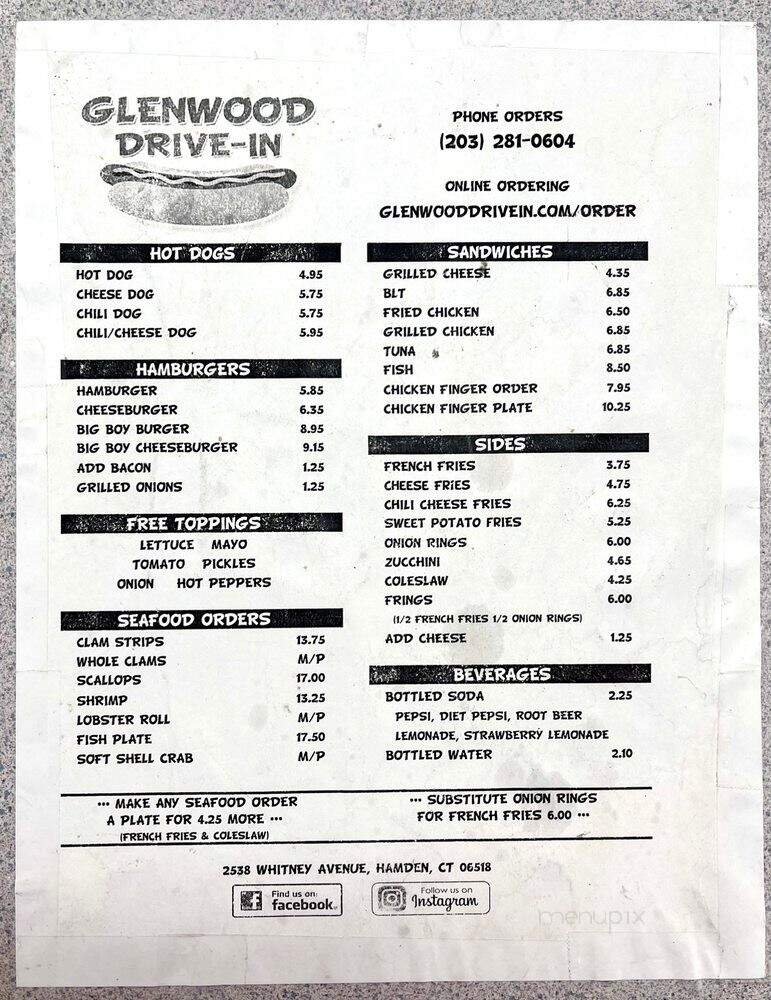 GLENWOOD
DRIVE-IN
PHONE ORDERS
(203) 281-0604
ONLINE ORDERING
GLENWOODDRIVEIN.COM/ORDER
HOT DOGS
HOT DOG 4.95
CHEESE DOG 5.75
CHILI DOG 5.75
CHILI/CHEESE DOG 5.95
HAMBURGERS
HAMBURGER 5.85
CHEESEBURGER 6.35
BIG BOY BURGER 8.95
BIG BOY CHEESEBURGER 9.15
ADD BACON 1.25
GRILLED ONIONS 1.25
FREE TOPPINGS
LETTUCE MAYO
TOMATO PICKLES
ONION HOT PEPPERS
SEAFOOD ORDERS
CLAM STRIPS 13.75
WHOLE CLAMS M/P
SCALLOPS 17.00
SHRIMP 13.25
LOBSTER ROLL M/P
FISH PLATE 17.50
SOFT SHELL CRAB M/P
SANDWICHES
GRILLED CHEESE 4.35
BLT 6.85
FRIED CHICKEN 6.50
GRILLED CHICKEN 6.85
TUNA 6.85
FISH 8.50
CHICKEN FINGER ORDER 7.95
CHICKEN FINGER PLATE 10.25
SIDES
FRENCH FRIES 3.75
CHEESE FRIES 4.75
CHILI CHEESE FRIES 6.25
SWEET POTATO FRIES 5.25
ONION RINGS 6.00
ZUCCHINI 4.65
COLESLAW 4.25
FRINGS 6.00
(1/2 FRENCH FRIES 1/2 ONION RINGS)
ADD CHEESE 1.25
BEVERAGES
BOTTLED SODA 2.25
PEPSI, DIET PEPSI, ROOT BEER
LEMONADE, STRAWBERRY LEMONADE
BOTTLED WATER 2.10
*** MAKE ANY SEAFOOD ORDER
A PLATE FOR 4.25 MORE ***
(FRENCH FRIES & COLESLAW)
*** SUBSTITUTE ONION RINGS
FOR FRENCH FRIES 6.00 ***
2538 WHITNEY AVENUE, HAMDEN, CT 06518
Find us on:
facebook
Follow us on
Instagram
menupix